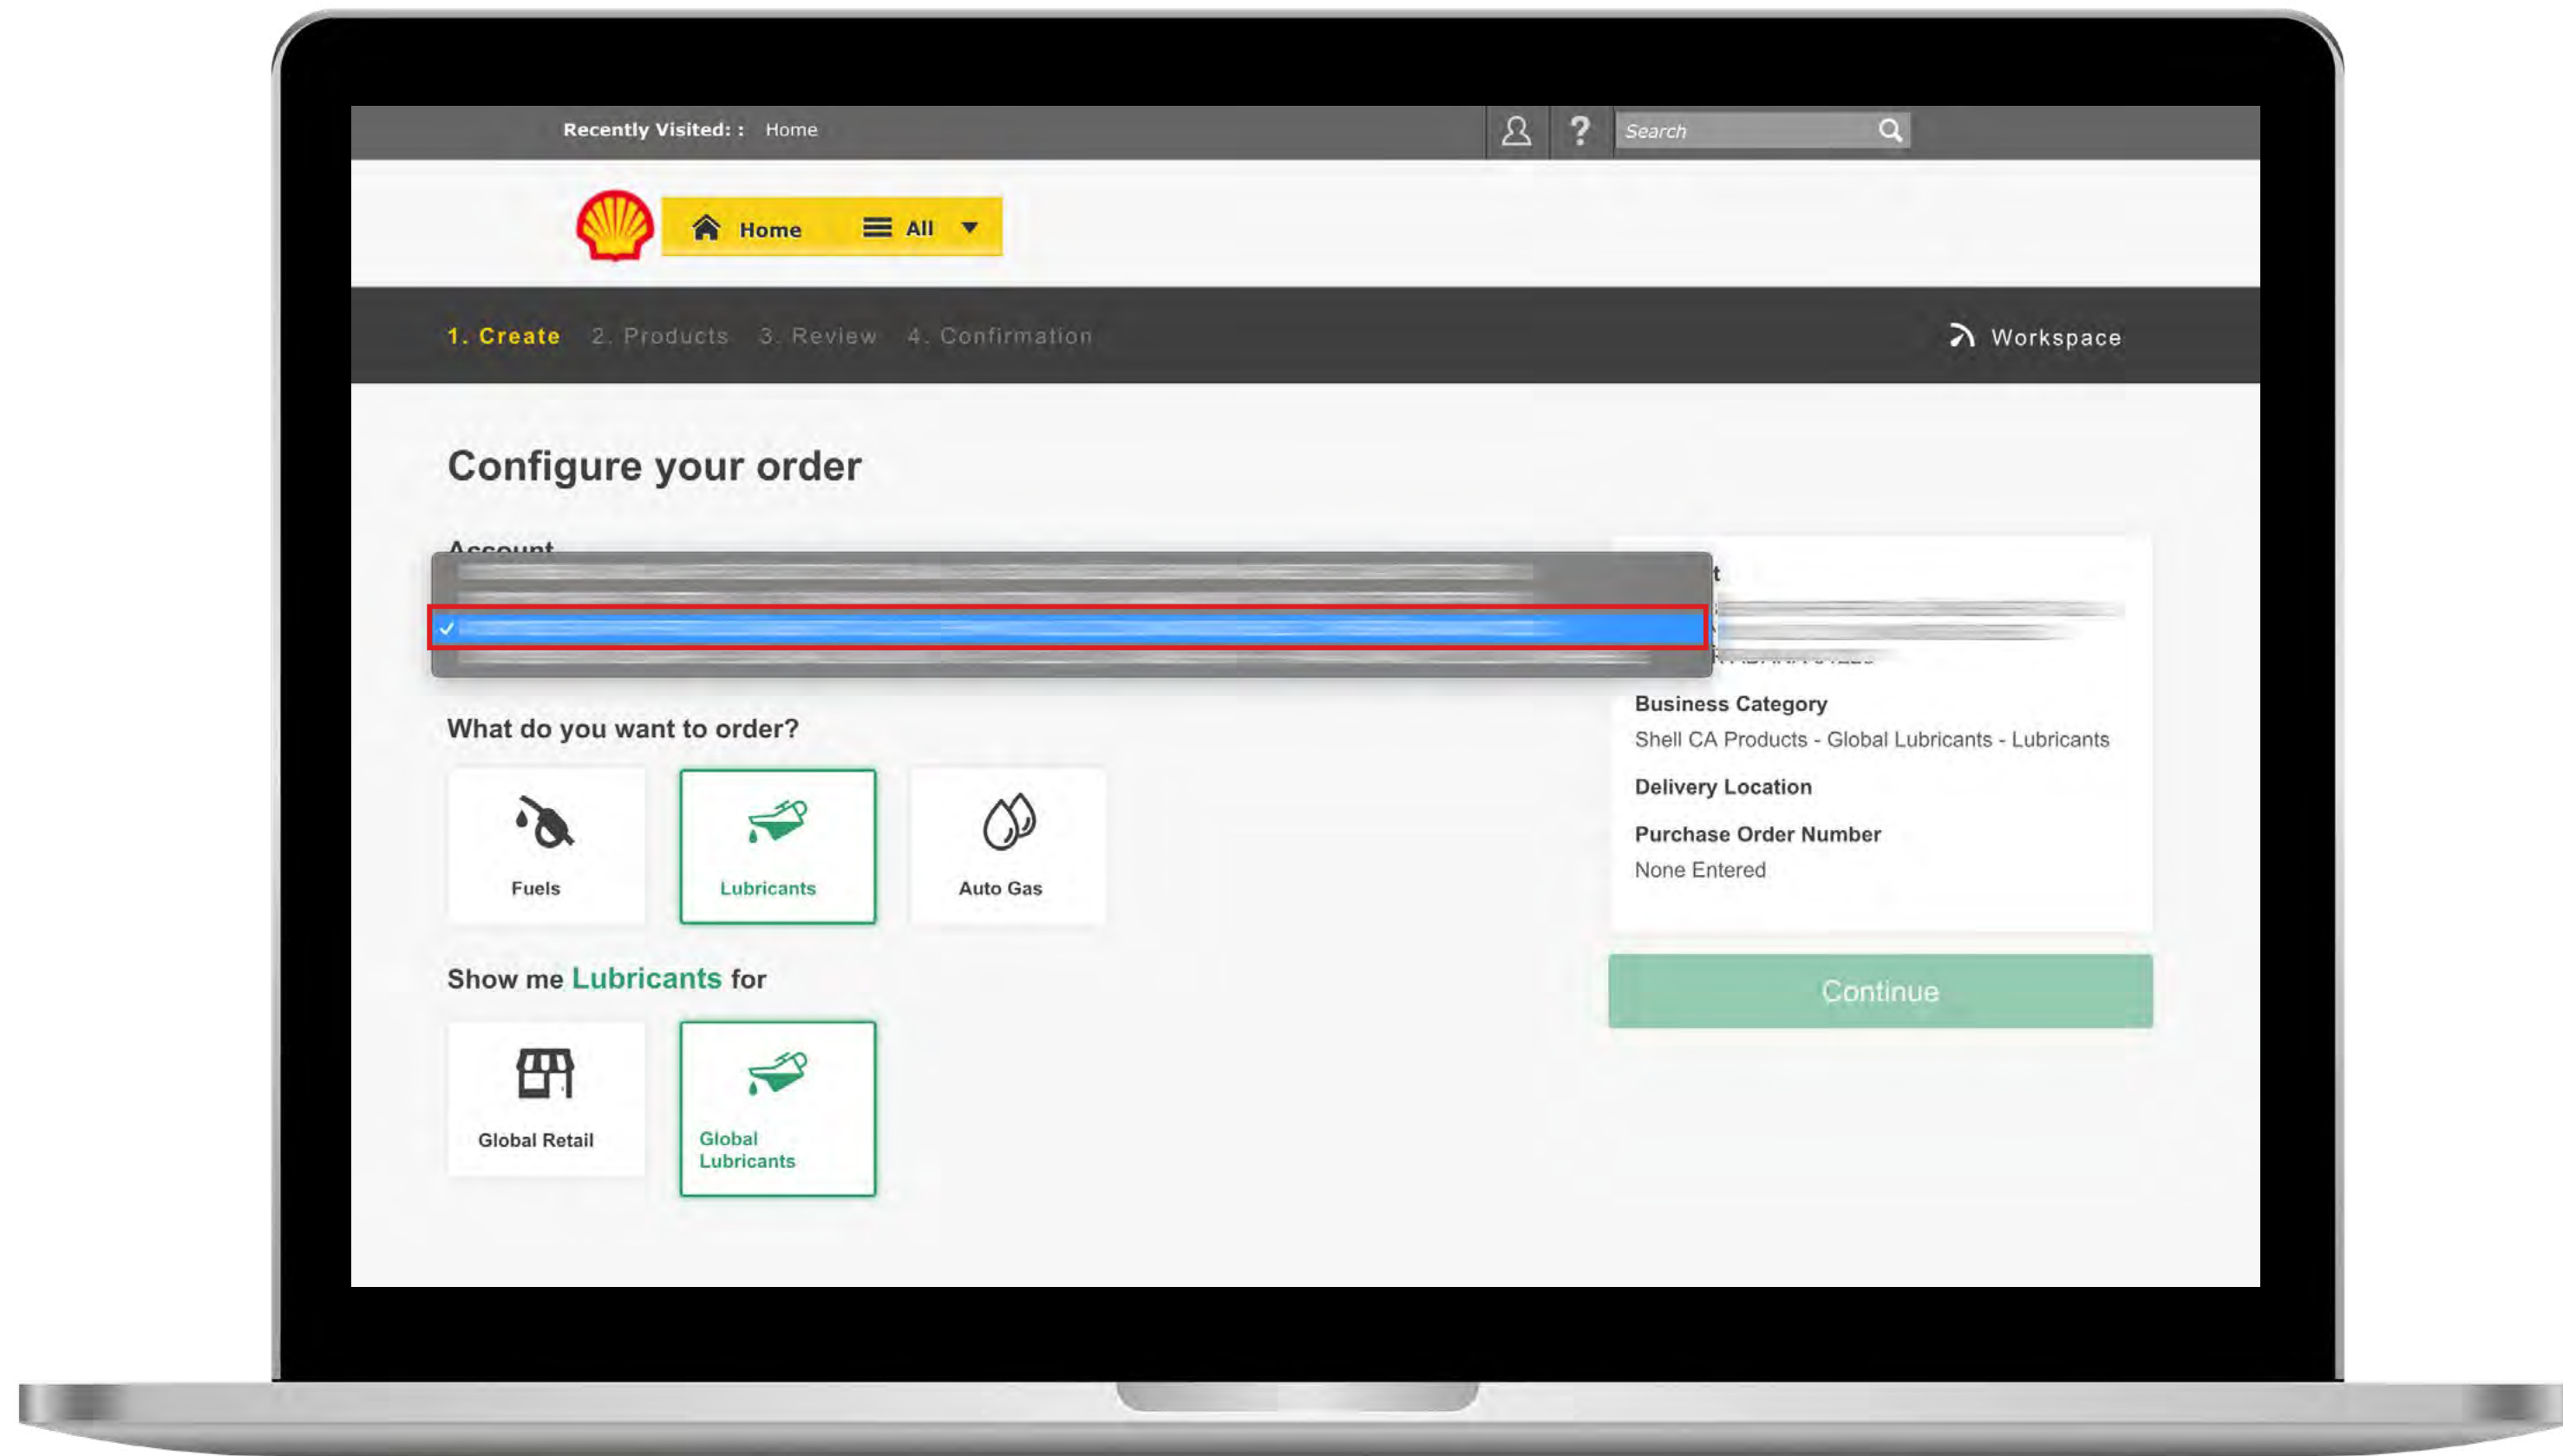 Recently Visited: : Home
Search
Home All
1. Create 2. Products 3. Review 4. Confirmation
Workspace
Configure your order
Account
What do you want to order?
Fuels
Lubricants
Auto Gas
Show me Lubricants for
Global Retail
Global
Lubricants
Business Category
Shell CA Products - Global Lubricants - Lubricants
Delivery Location
Purchase Order Number
None Entered
Continue